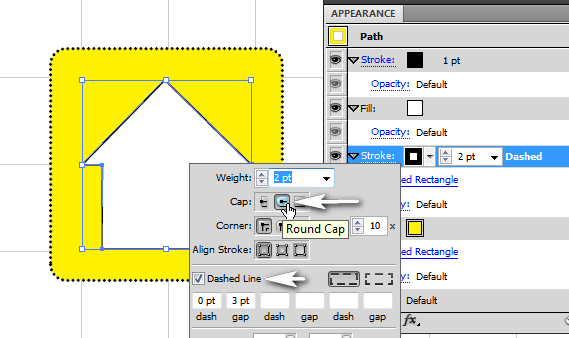 APPEARANCE
Path
Stroke: 1 pt
Opacity: Default
Fill:
Opacity: Default
Stroke: 2 pt Dashed
ed Rectangle
Default
ed Rectangle
Default
Default
fx
Weight: 2 pt
Cap:
Round Cap
Corner: 10 x
Align Stroke:
Dashed Line
0 pt 3 pt
dash gap dash gap dash gap